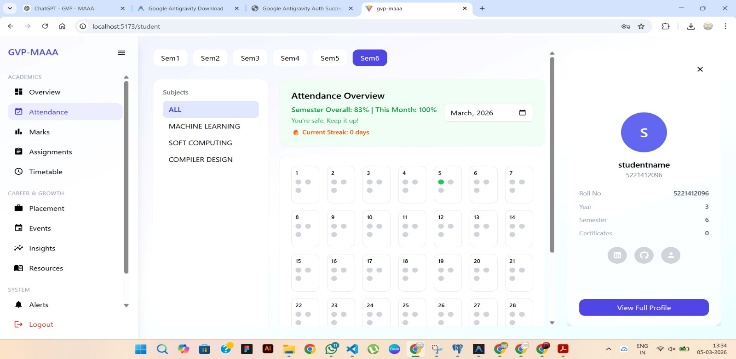 ChatGPT - GVP - MAAA
Google Antigravity Download
Google Antigravity Auth Succes
gvp-maaa
localhost:5173/student
GVP-MAAA
ACADEMICS
Overview
Attendance
Marks
Assignments
Timetable
CAREER & GROWTH
Placement
Events
Insights
Resources
SYSTEM
Alerts
Logout
Sem1 Sem2 Sem3 Sem4 Sem5 Sem6
Subjects
ALL
MACHINE LEARNING
SOFT COMPUTING
COMPILER DESIGN
Attendance Overview
Semester Overall: 83% | This Month: 100%
You're safe. Keep it up!
Current Streak: 0 days
March, 2026
1 2 3 4 5 6 7
8 9 10 11 12 13 14
15 16 17 18 19 20 21
22 23 24 25 26 27 28
S
studentname
5221412096
Roll No 5221412096
Year 3
Semester 6
Certificates 0
View Full Profile
ENG
IN
13:34
05-03-2026